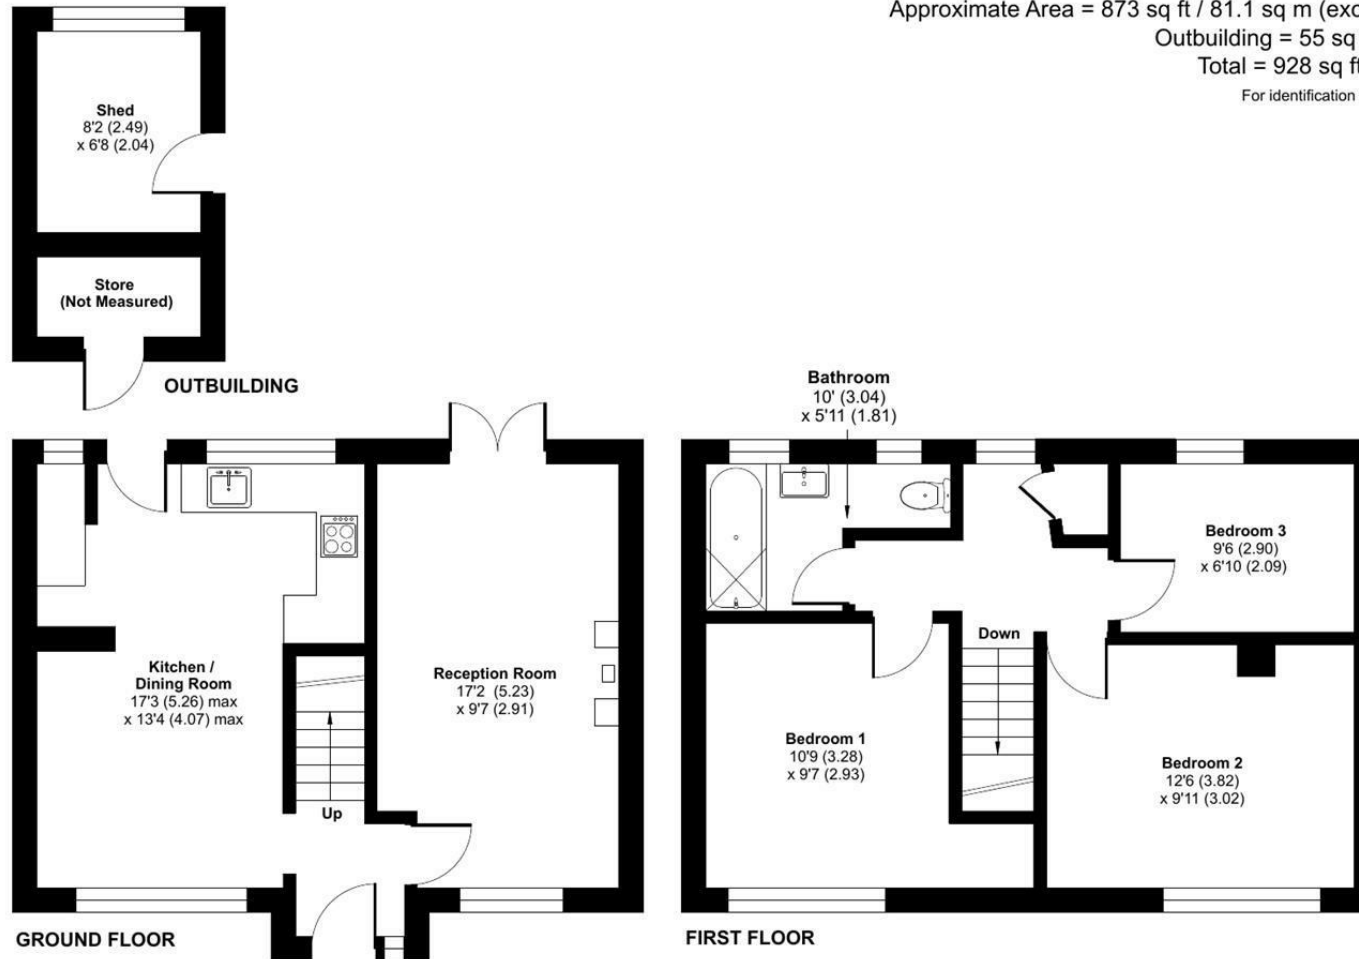 Approximate Area = 873 sq ft / 81.1 sq m (exc
Outbuilding = 55 sq
Total = 928 sq ft
For identification
Shed
8'2 (2.49)
x 6'8 (2.04)
Store
(Not Measured)
OUTBUILDING
Bathroom
10' (3.04)
x 5'11 (1.81)
Kitchen /
Dining Room
17'3 (5.26) max
x 13'4 (4.07) max
Reception Room
17'2 (5.23)
x 9'7 (2.91)
Up
GROUND FLOOR
Bedroom 3
9'6 (2.90)
x 6'10 (2.09)
Down
Bedroom 1
10'9 (3.28)
x 9'7 (2.93)
Bedroom 2
12'6 (3.82)
x 9'11 (3.02)
FIRST FLOOR